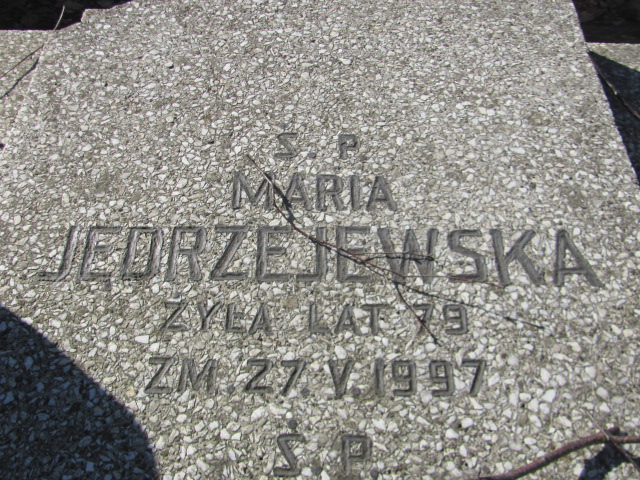 Ś. P.
MARIA
JĘDRZEJEWSKA
ŻYŁA LAT 79
ZM. 27. V. 1997
Ś P